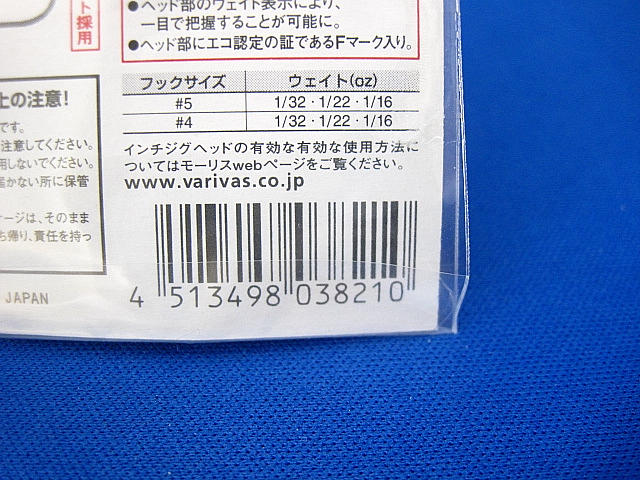 ト採用
●ヘッド部のウェイト表示により、
一目で把握することが可能に。
●ヘッド部にエコ認定の証であるFマーク入り。
フックサイズ ウェイト(oz)
#5 1/32・1/22・1/16
#4 1/32・1/22・1/16
インチジグヘッドの有効な有効な使用方法に
ついてはモーリスwebページをご覧ください。
www.varivas.co.jp
4 513498 038210
上の注意!
です。
注意してください。
用しないでください。
届かない所に保管
ージは、そのまま
ち帰り、責任を持っ
JAPAN